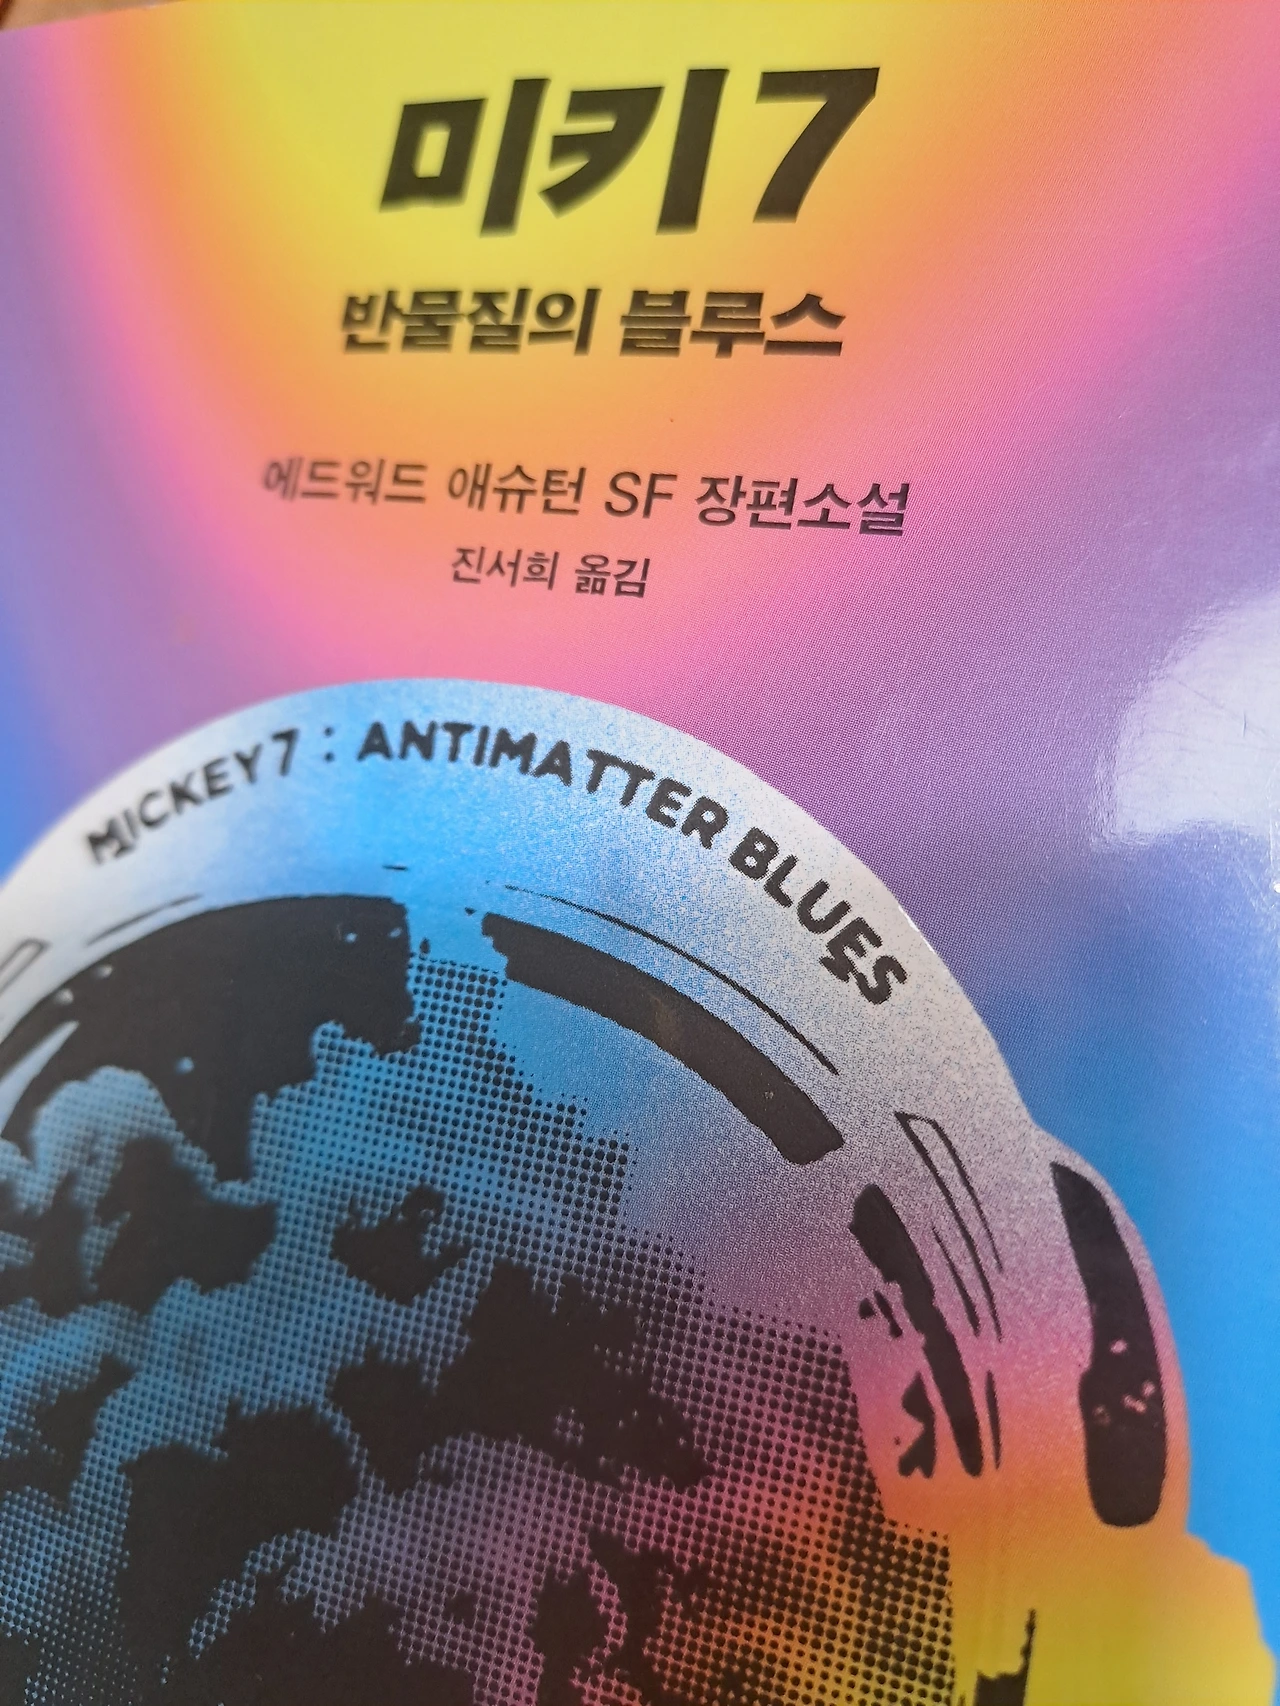 미키7
반물질의 블루스
에드워드 애슈턴 SF 장편소설
진서희 옮김
MICKEY7 : ANTIMATTER BLUES